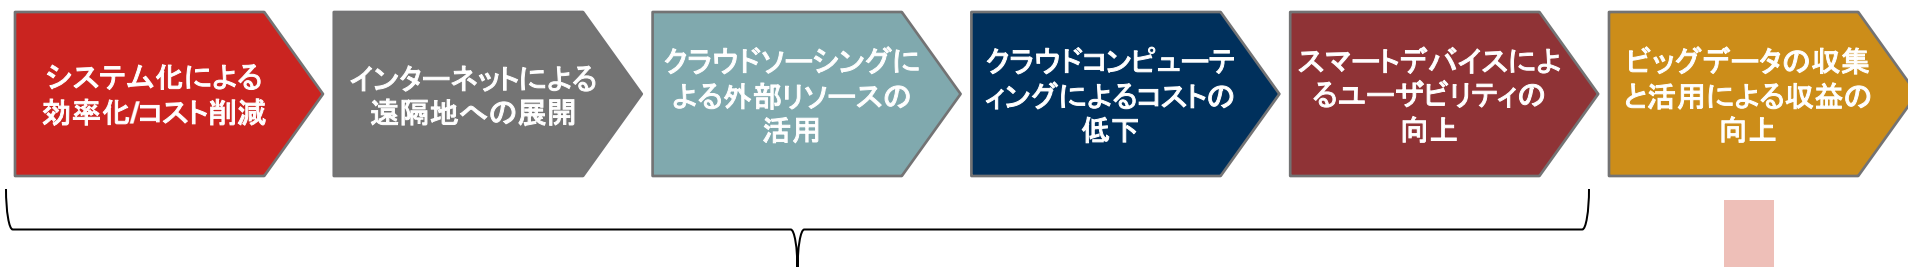 システム化による
効率化/コスト削減
インターネットによる
遠隔地への展開
クラウドソーシングに
よる外部リソースの
活用
クラウドコンピューテ
ィングによるコストの
低下
スマートデバイスによ
るユーザビリティの
向上
ビッグデータの収集
と活用による収益の
向上